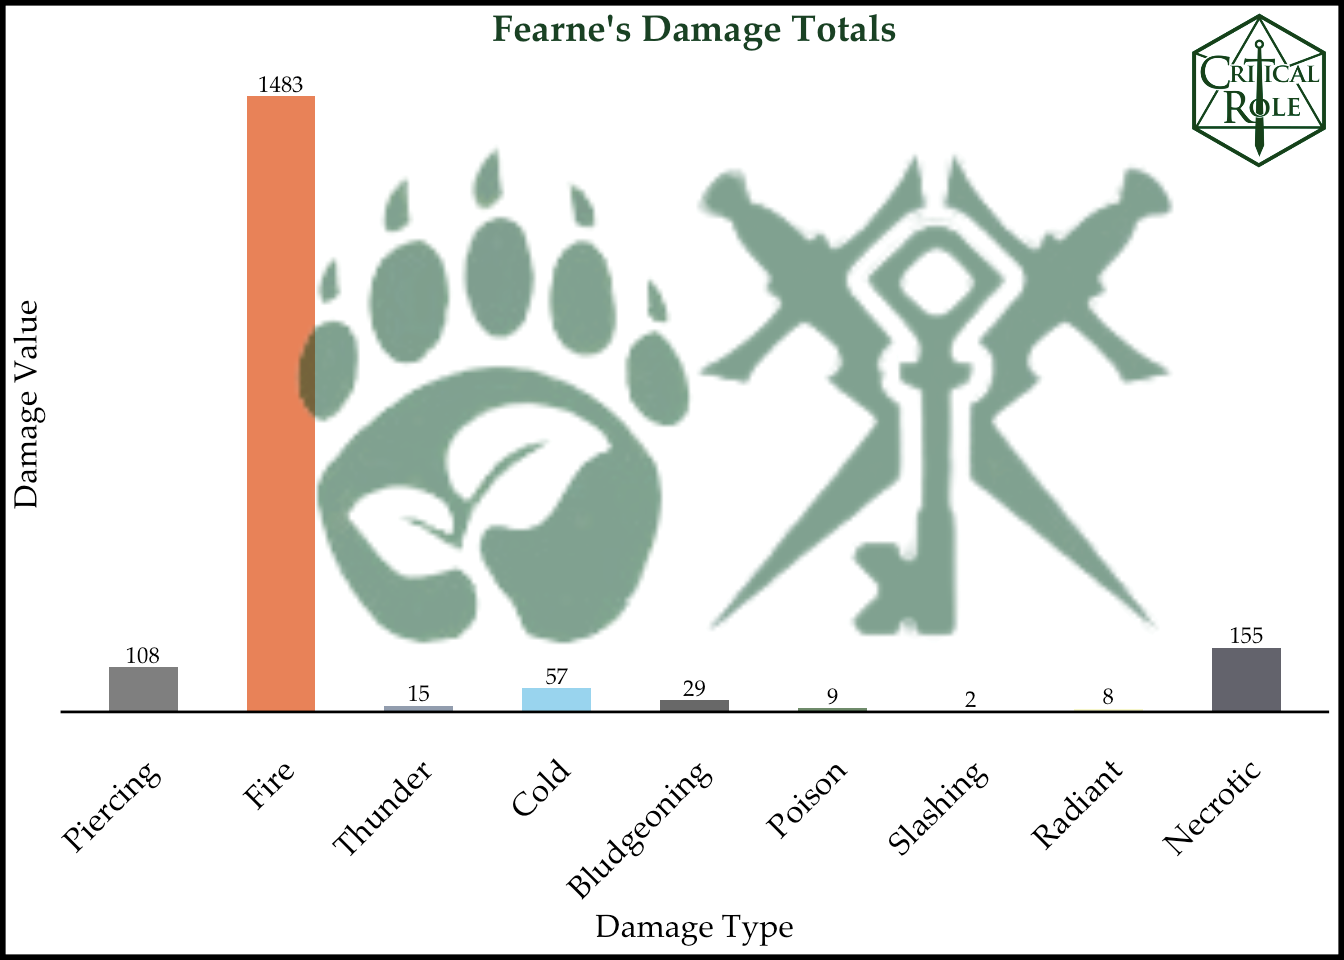 Fearne's Damage Totals
CRITICAL
ROLE
1483
108
15
57
29
9
2
8
155
Damage Value
Piercing
Fire
Thunder
Cold
Bludgeoning
Poison
Slashing
Radiant
Necrotic
Damage Type